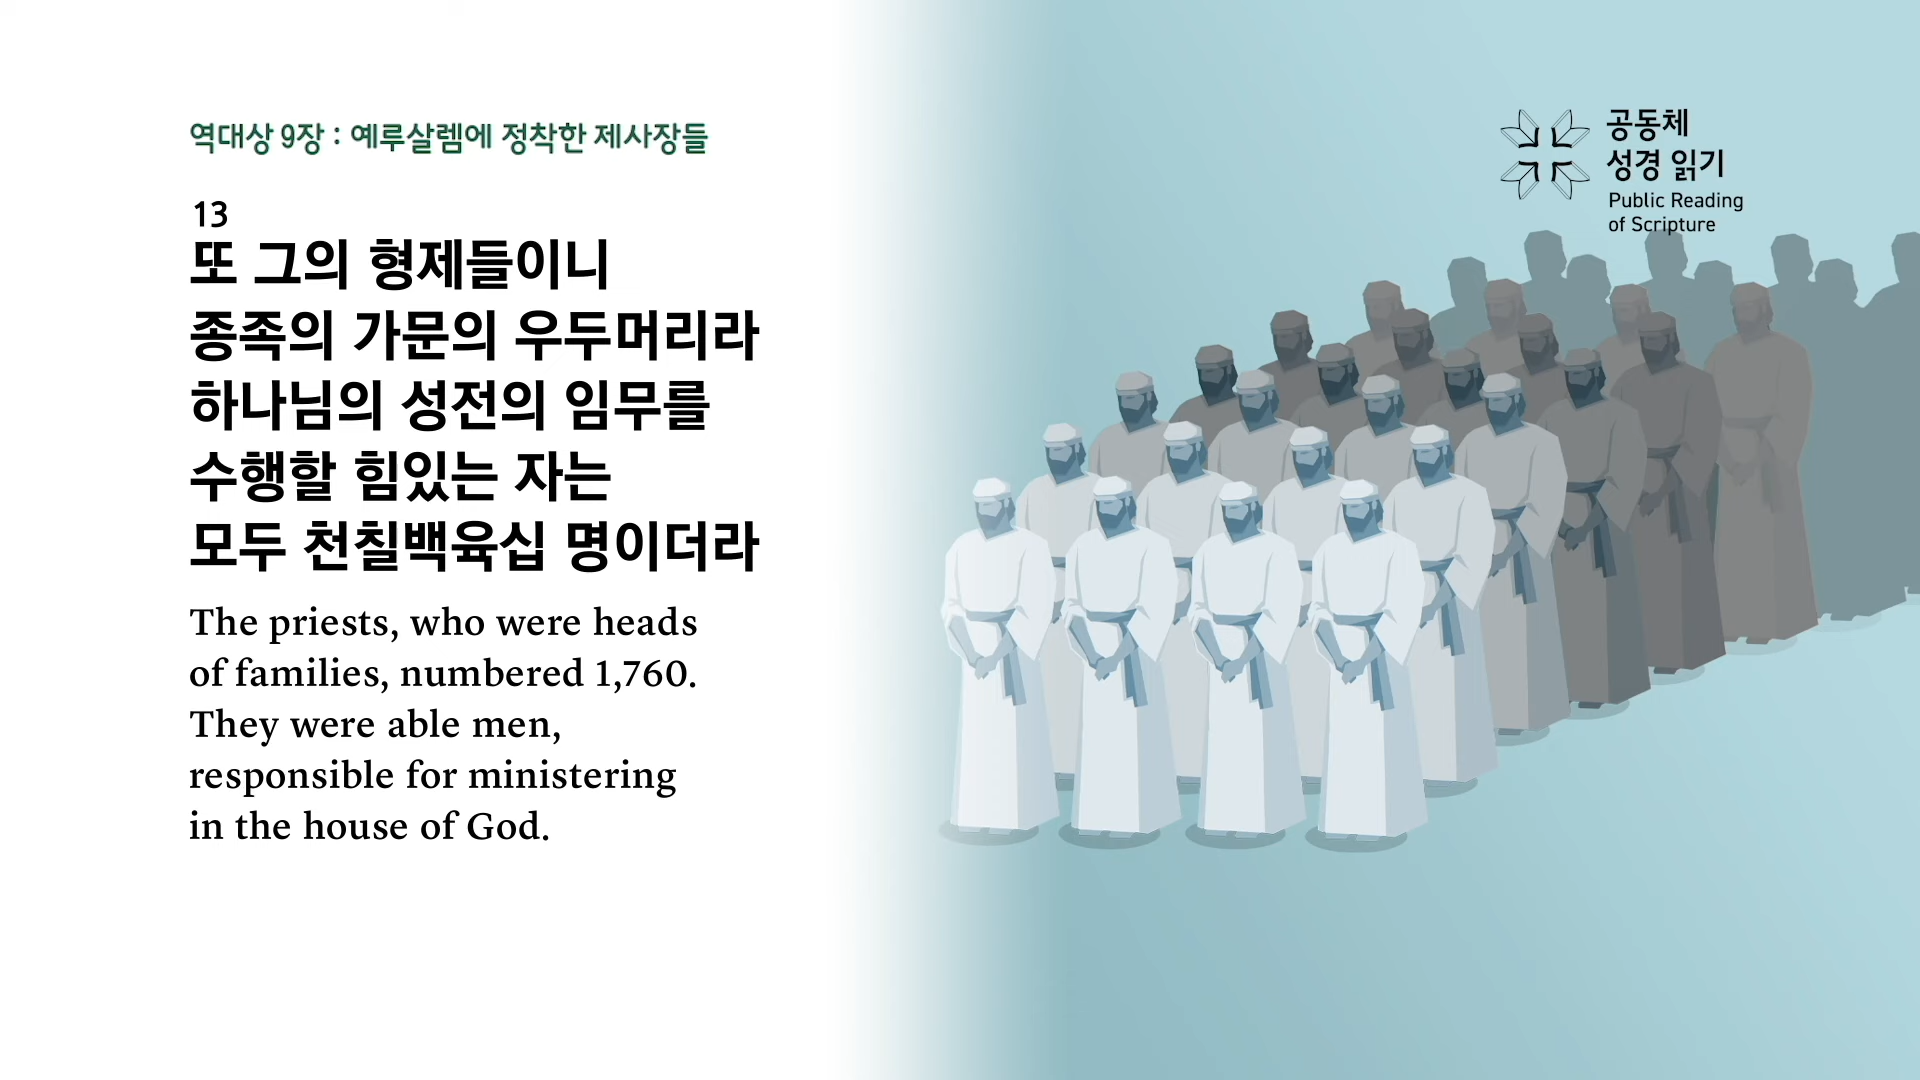 역대상 9장 : 예루살렘에 정착한 제사장들
13
또 그의 형제들이니
종족의 가문의 우두머리라
하나님의 성전의 임무를
수행할 힘있는 자는
모두 천칠백육십 명이더라
The priests, who were heads
of families, numbered 1,760.
They were able men,
responsible for ministering
in the house of God.
공동체
성경 읽기
Public Reading
of Scripture